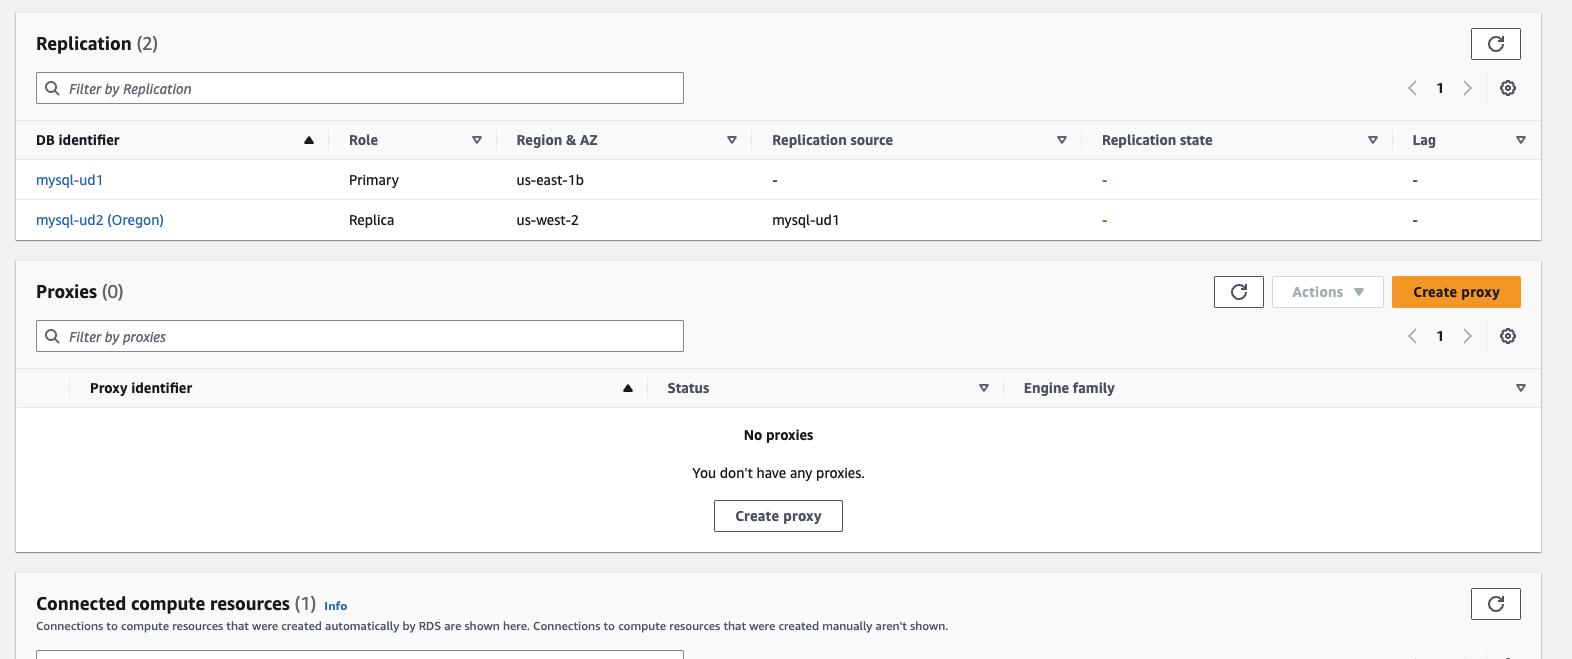 Replication (2)
Filter by Replication
1
DB identifier Role Region & AZ Replication source Replication state Lag
mysql-ud1 Primary us-east-1b - - -
mysql-ud2 (Oregon) Replica us-west-2 mysql-ud1 - -
Proxies (0) Actions Create proxy
Filter by proxies
1
Proxy identifier Status Engine family
No proxies
You don't have any proxies.
Create proxy
Connected compute resources (1) Info
Connections to compute resources that were created automatically by RDS are shown here. Connections to compute resources that were created manually aren't shown.